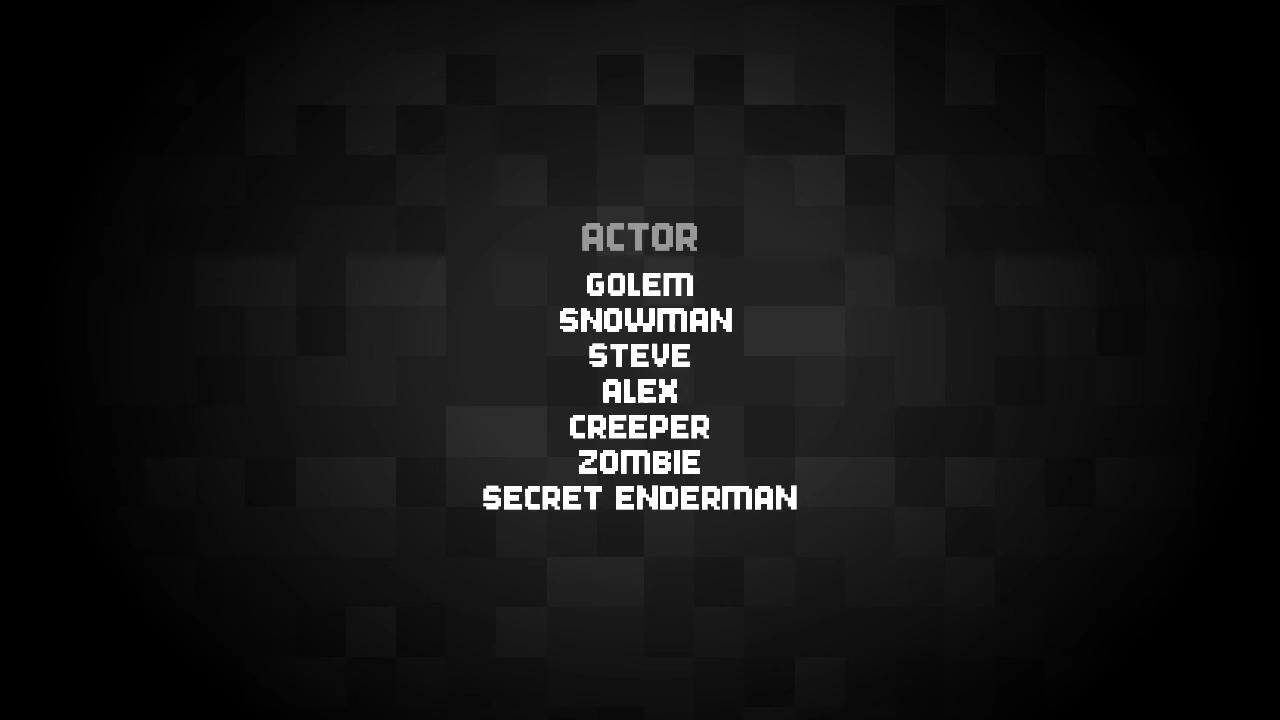 ACTOR
GOLEM
SNOWMAN
STEVE
ALEX
CREEPER
ZOMBIE
SECRET ENDERMAN